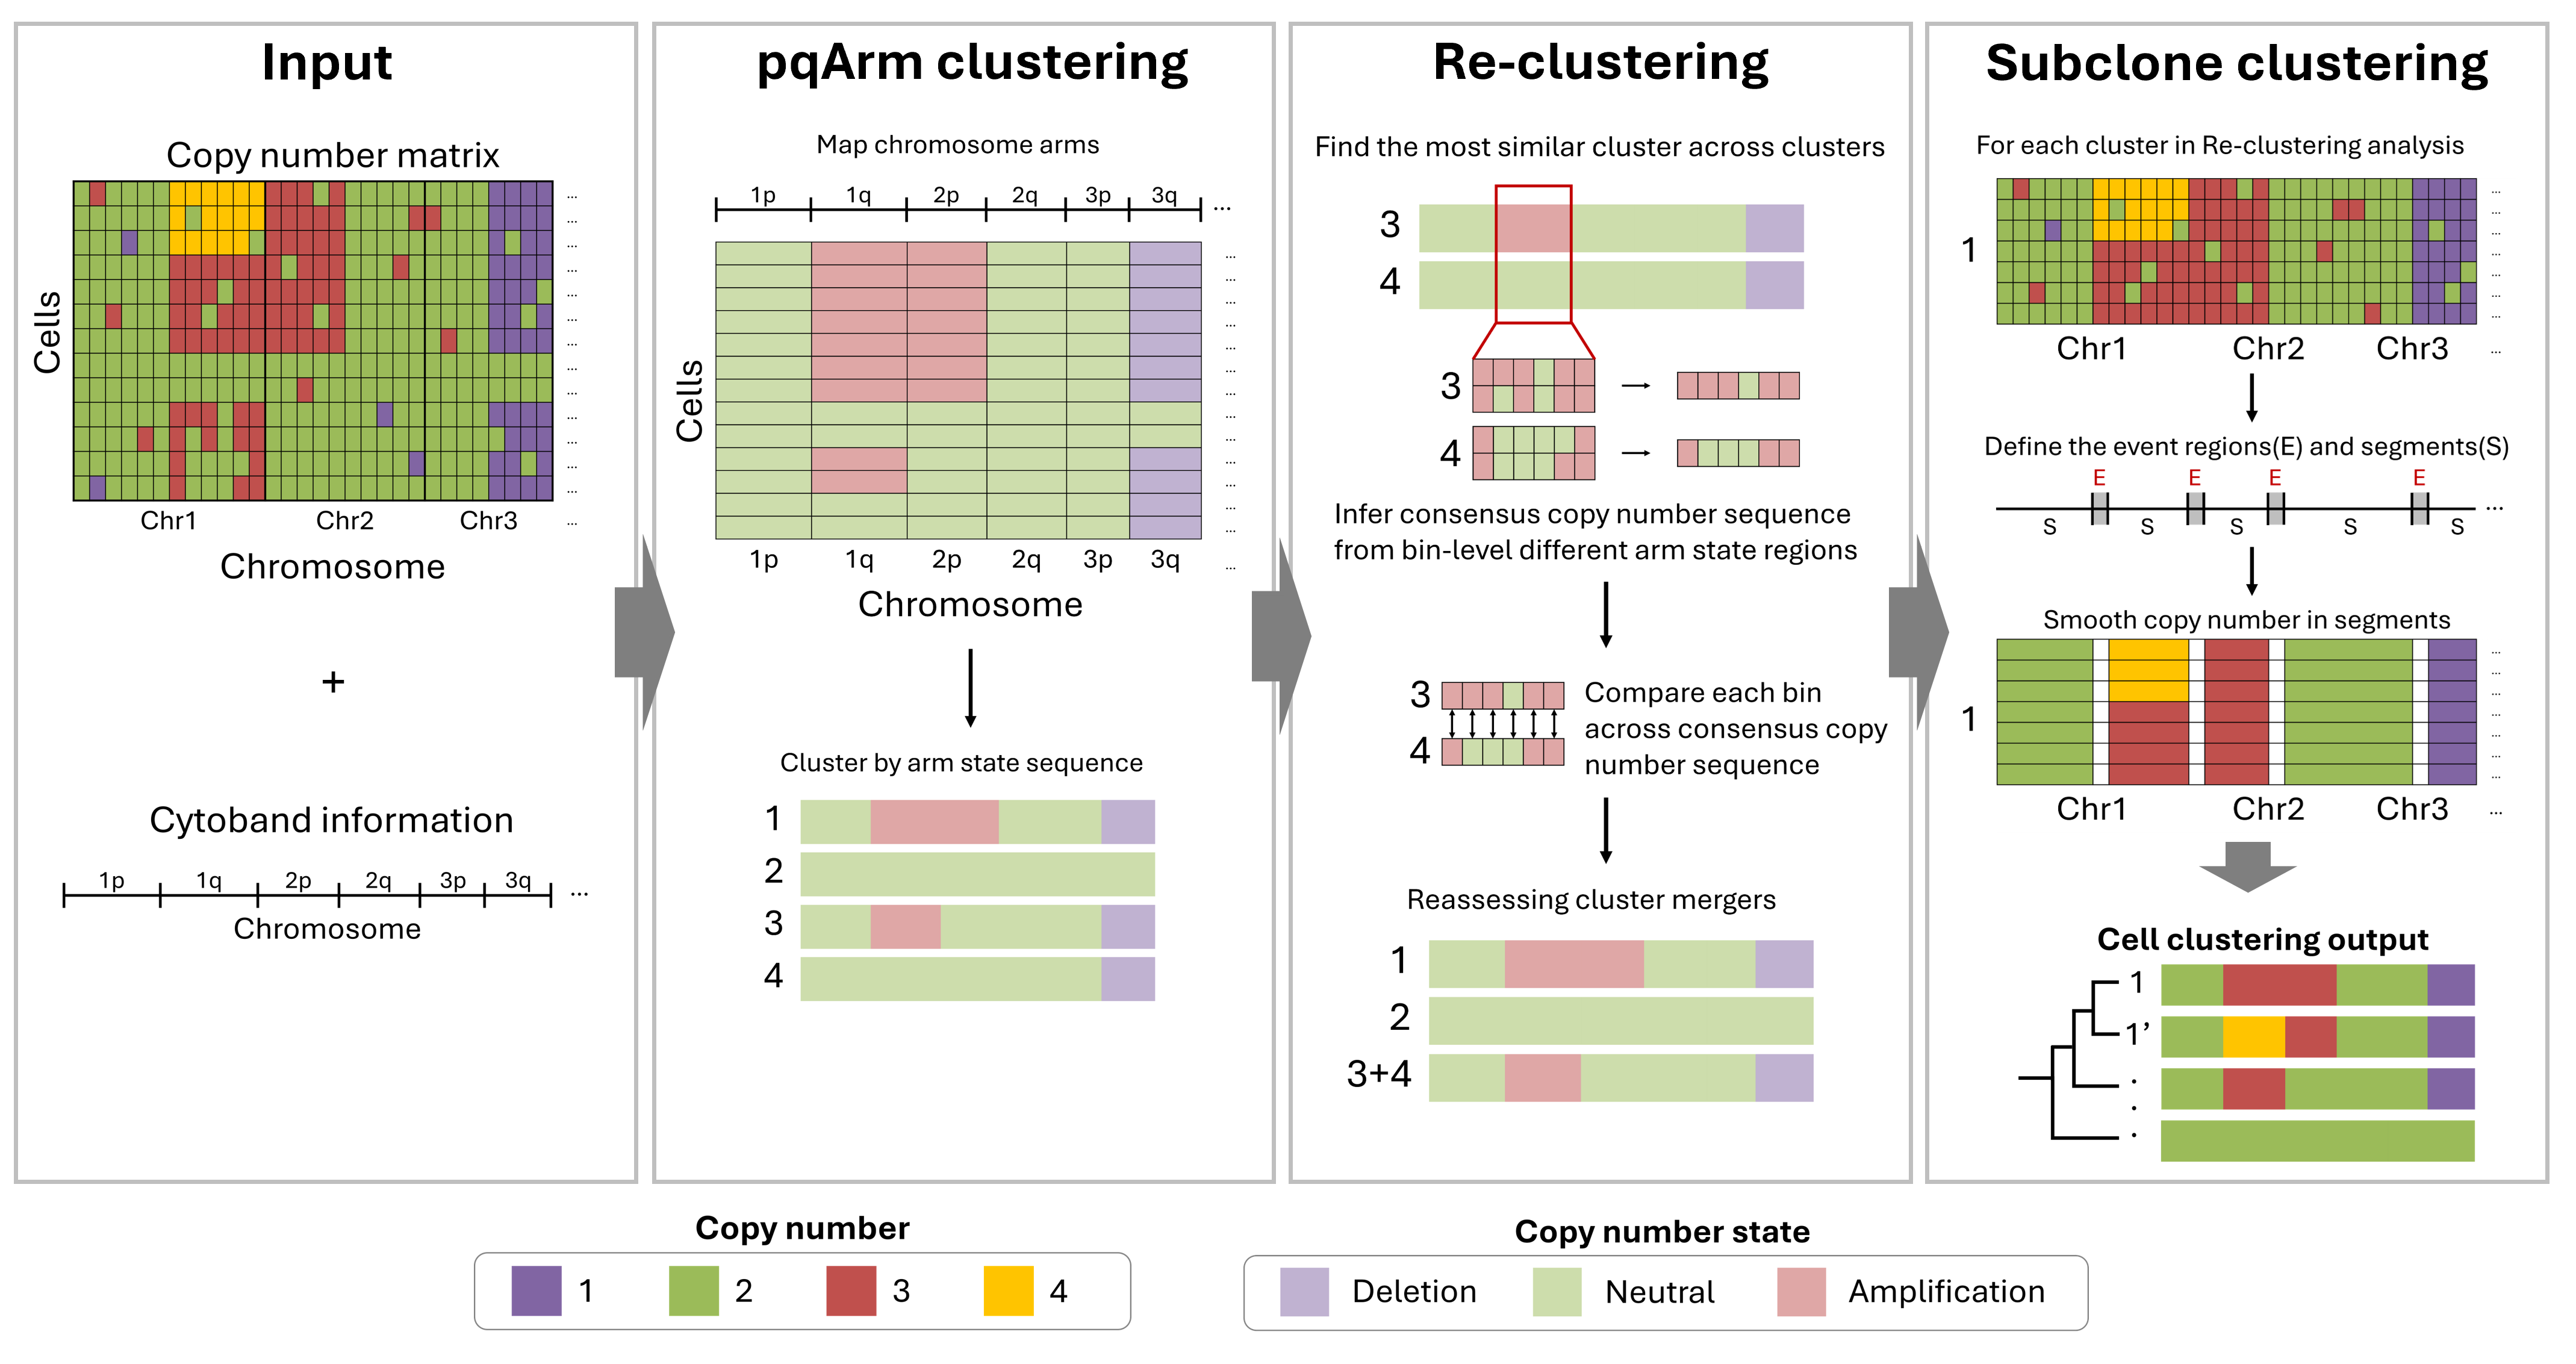 Input
Copy number matrix
Cells
...
...
...
...
...
...
...
...
...
...
...
...
...
Chr1 Chr2 Chr3 ...
Chromosome
+
Cytoband information
1p 1q 2p 2q 3p 3q ...
Chromosome
pqArm clustering
Map chromosome arms
1p 1q 2p 2q 3p 3q ...
Cells
...
...
...
...
...
...
...
...
...
...
...
...
...
1p 1q 2p 2q 3p 3q ...
Chromosome
Cluster by arm state sequence
1
2
3
4
Re-clustering
Find the most similar cluster across clusters
3
4
3
4
Infer consensus copy number sequence
from bin-level different arm state regions
3
4
Compare each bin
across consensus copy
number sequence
Reassessing cluster mergers
1
2
3+4
Subclone clustering
For each cluster in Re-clustering analysis
1
...
...
...
...
...
...
...
Chr1 Chr2 Chr3 ...
Define the event regions(E) and segments(S)
E E E E
...
S S S S S
Smooth copy number in segments
1
...
...
...
...
...
...
...
Chr1 Chr2 Chr3 ...
Cell clustering output
1
1’
.
.
.
Copy number
1 2 3 4
Copy number state
Deletion Neutral Amplification